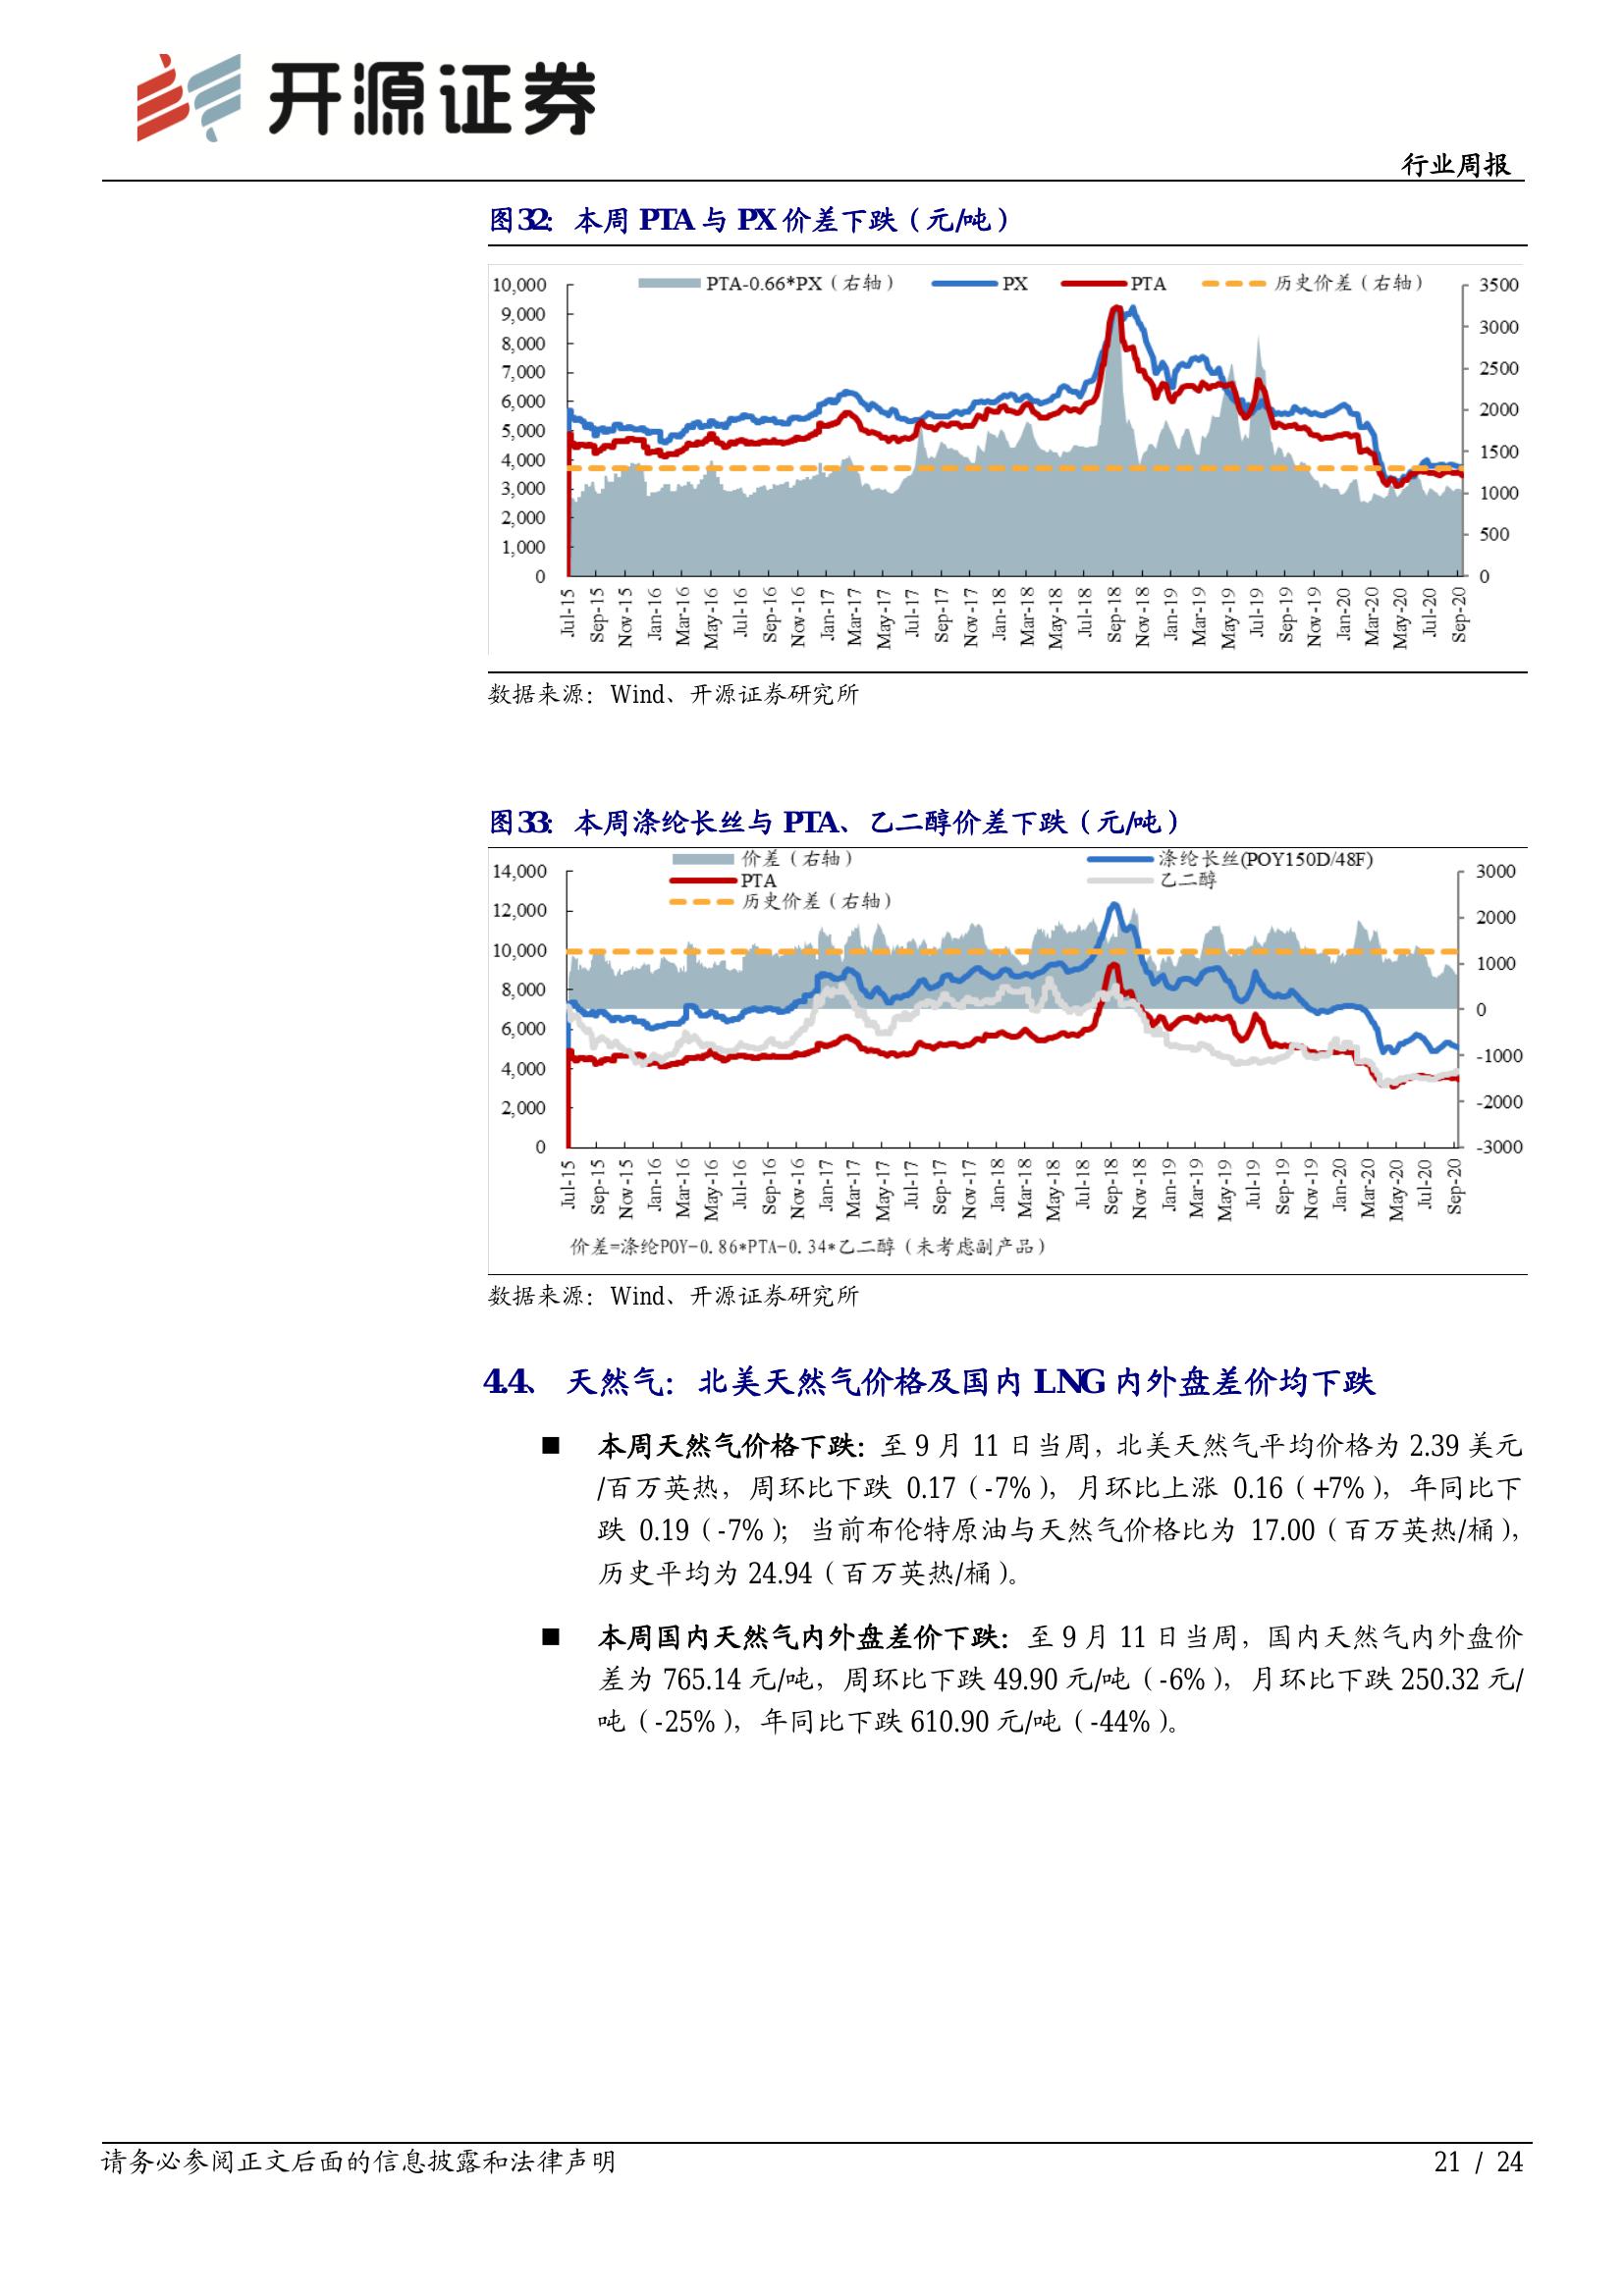 开源证券
行业周报
图32：本周 PTA 与 PX 价差下跌（元/吨）
PTA-0.66*PX（右轴） PX PTA 历史价差（右轴）
10,000
9,000
8,000
7,000
6,000
5,000
4,000
3,000
2,000
1,000
0
3500
3000
2500
2000
1500
1000
500
0
Jul-15 Sep-15 Nov-15 Jan-16 Mar-16 May-16 Jul-16 Sep-16 Nov-16 Jan-17 Mar-17 May-17 Jul-17 Sep-17 Nov-17 Jan-18 Mar-18 May-18 Jul-18 Sep-18 Nov-18 Jan-19 Mar-19 May-19 Jul-19 Sep-19 Nov-19 Jan-20 Mar-20 May-20 Jul-20 Sep-20
数据来源：Wind、开源证券研究所
图33：本周涤纶长丝与 PTA、乙二醇价差下跌（元/吨）
价差（右轴） 涤纶长丝(POY150D/48F)
PTA 乙二醇
历史价差（右轴）
14,000
12,000
10,000
8,000
6,000
4,000
2,000
0
3000
2000
1000
0
-1000
-2000
-3000
Jul-15 Sep-15 Nov-15 Jan-16 Mar-16 May-16 Jul-16 Sep-16 Nov-16 Jan-17 Mar-17 May-17 Jul-17 Sep-17 Nov-17 Jan-18 Mar-18 May-18 Jul-18 Sep-18 Nov-18 Jan-19 Mar-19 May-19 Jul-19 Sep-19 Nov-19 Jan-20 Mar-20 May-20 Jul-20 Sep-20
价差=涤纶POY-0.86*PTA-0.34*乙二醇（未考虑副产品）
数据来源：Wind、开源证券研究所
4.4、 天然气：北美天然气价格及国内 LNG 内外盘差价均下跌
■ 本周天然气价格下跌：至 9 月 11 日当周，北美天然气平均价格为 2.39 美元
/百万英热，周环比下跌 0.17（-7%），月环比上涨 0.16（+7%），年同比下
跌 0.19（-7%）；当前布伦特原油与天然气价格比为 17.00（百万英热/桶），
历史平均为 24.94（百万英热/桶）。
■ 本周国内天然气内外盘差价下跌：至 9 月 11 日当周，国内天然气内外盘价
差为 765.14 元/吨，周环比下跌 49.90 元/吨（-6%），月环比下跌 250.32 元/
吨（-25%），年同比下跌 610.90 元/吨（-44%）。
请务必参阅正文后面的信息披露和法律声明
21 / 24